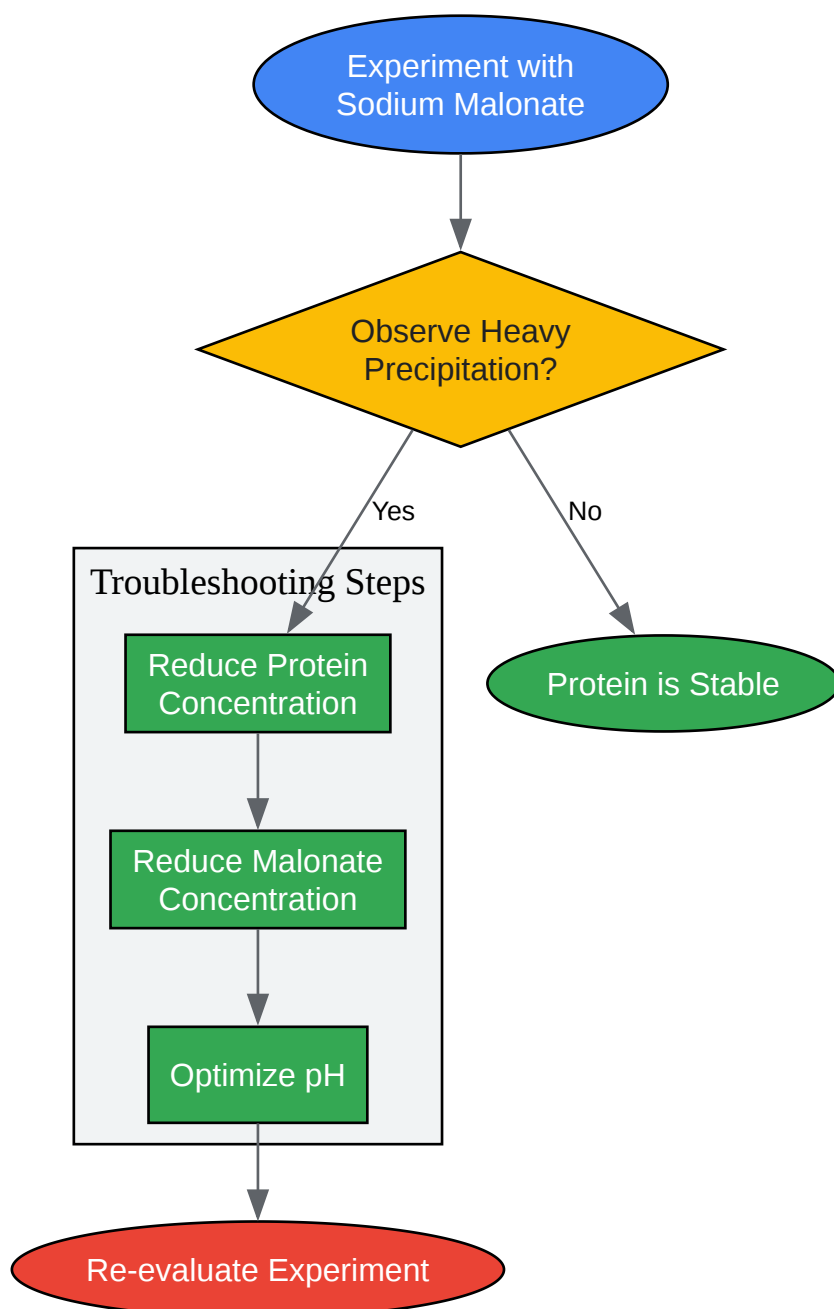 Experiment with
Sodium Malonate
Observe Heavy
Precipitation?
Yes
No
Troubleshooting Steps
Reduce Protein
Concentration
Protein is Stable
Reduce Malonate
Concentration
Optimize pH
Re-evaluate Experiment